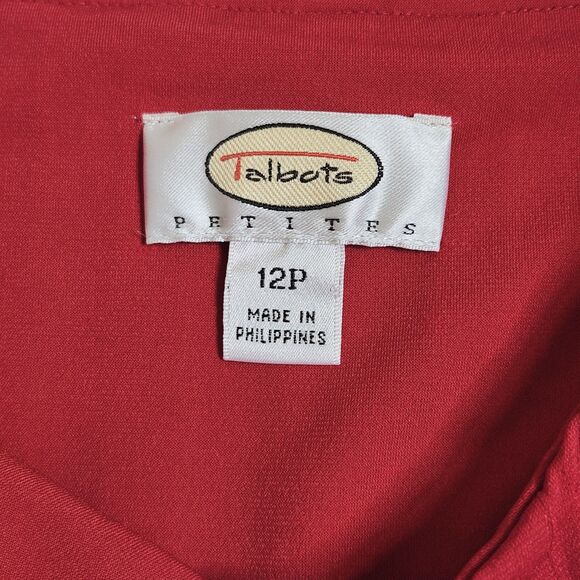 Talbots
PETITES
12P
MADE IN
PHILIPPINES